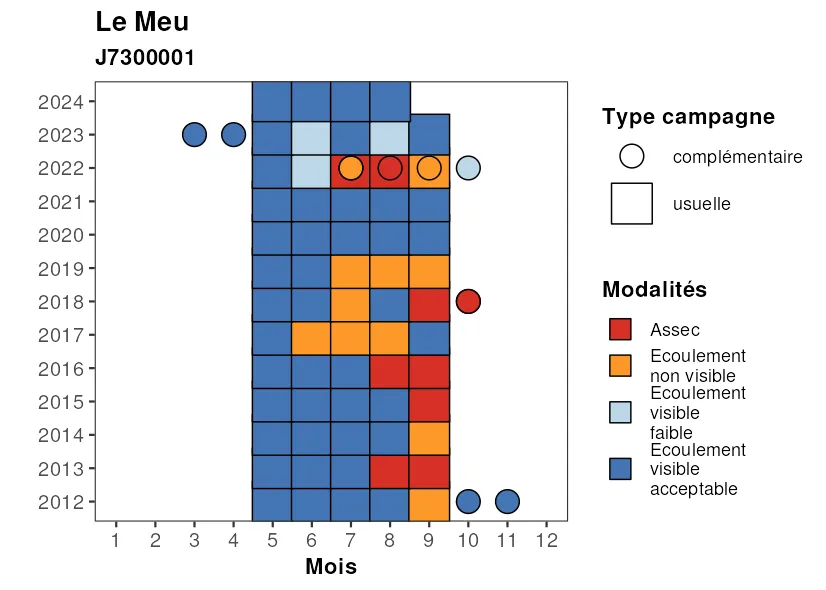 Le Meu
J7300001
2024
2023
2022
2021
2020
2019
2018
2017
2016
2015
2014
2013
2012
1 2 3 4 5 6 7 8 9 10 11 12
Mois
Type campagne
complémentaire
usuelle
Modalités
Assec
Ecoulement
non visible
Ecoulement
visible
faible
Ecoulement
visible
acceptable